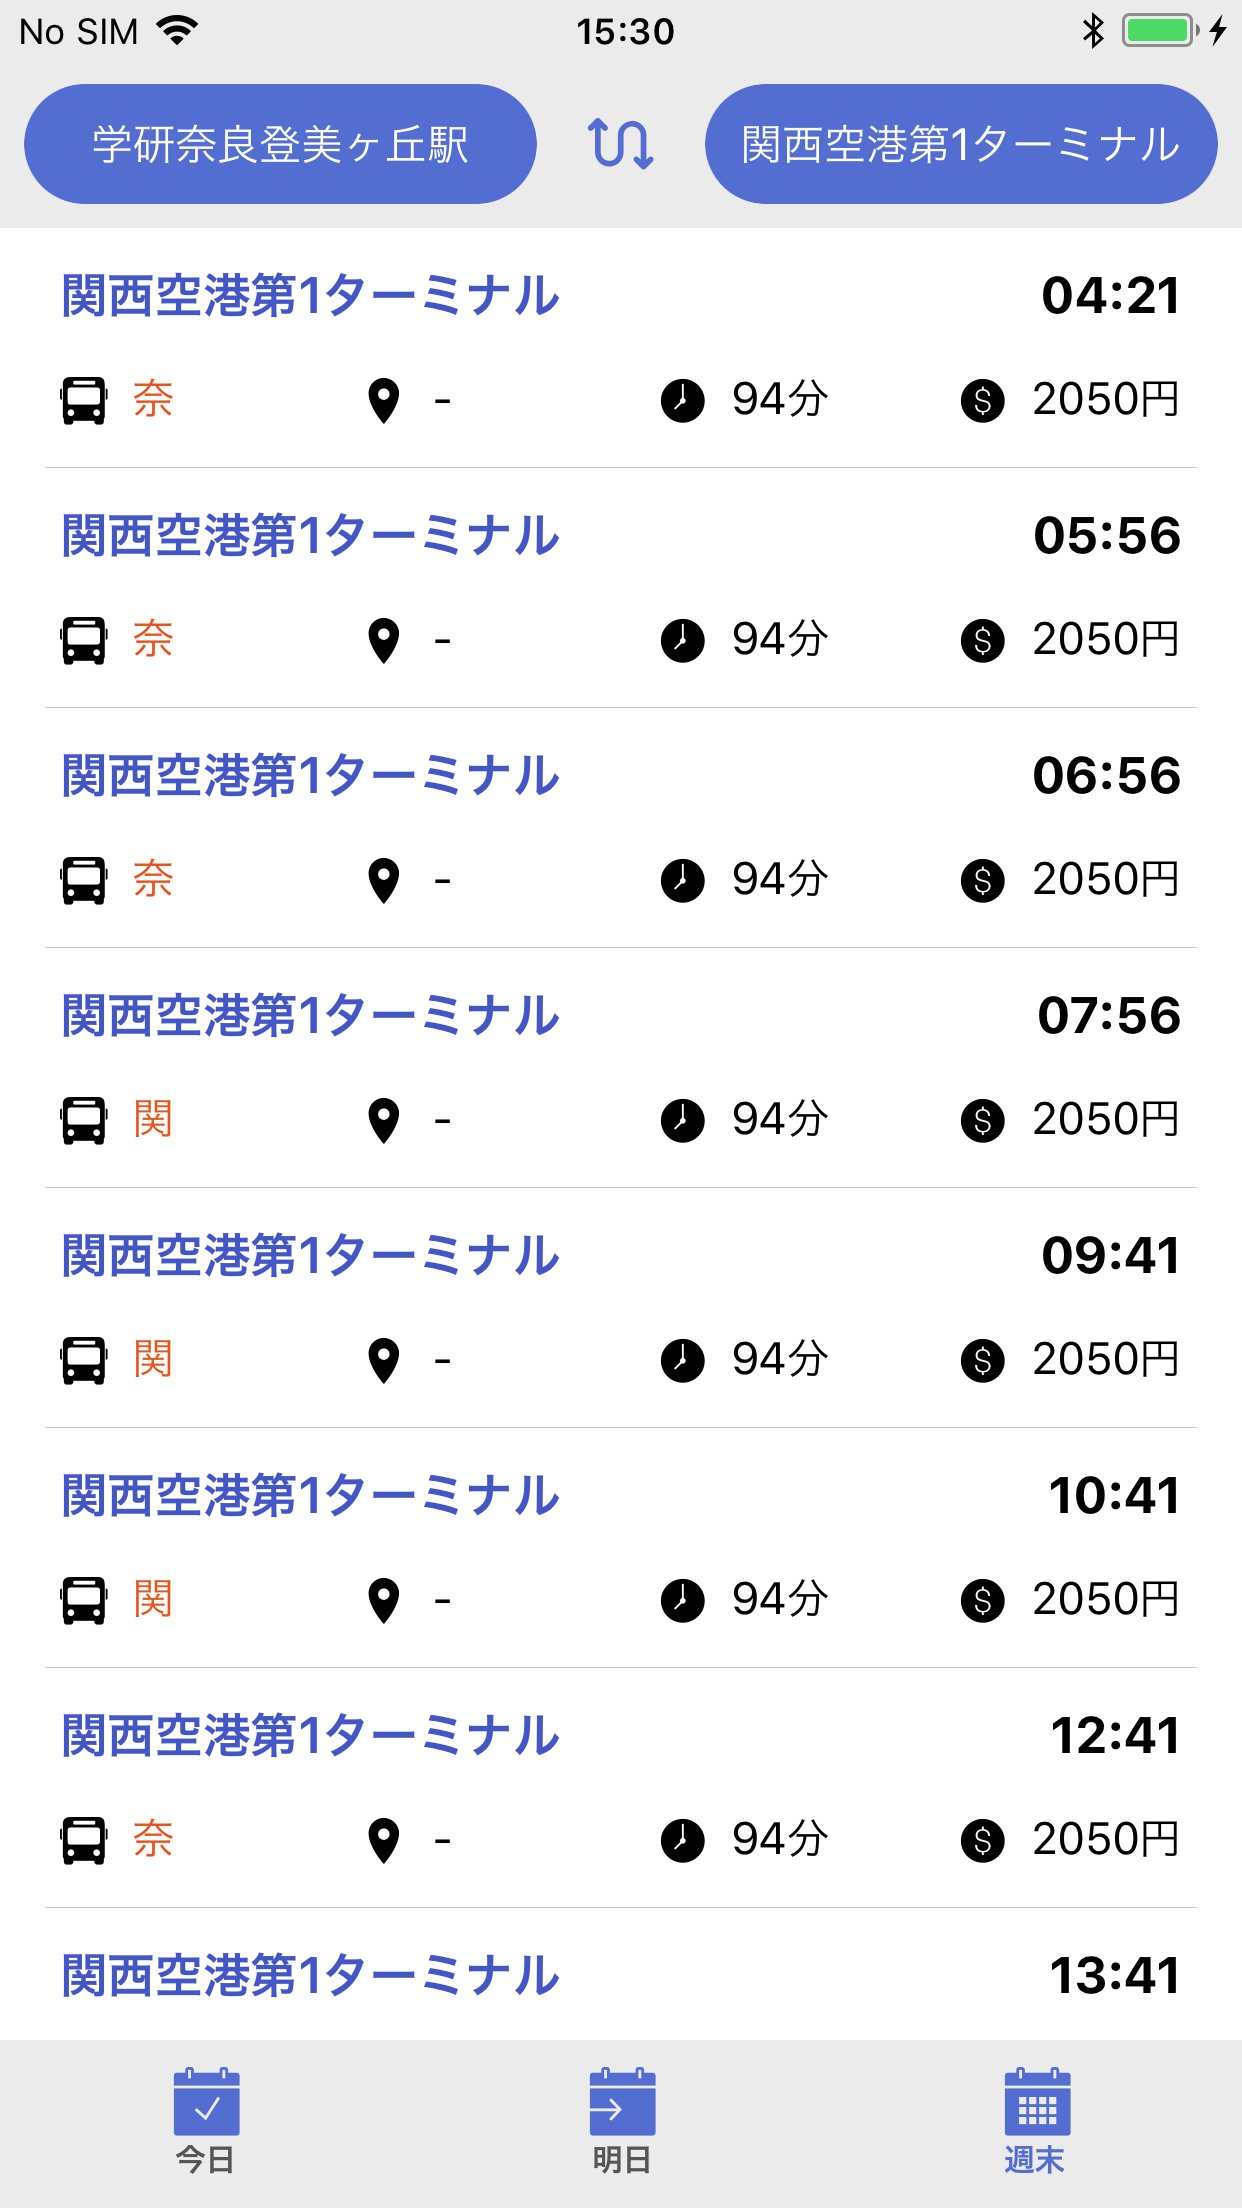 No SIM 15:30
学研奈良登美ヶ丘駅 関西空港第1ターミナル
関西空港第1ターミナル 04:21
奈 - 94分 2050円
関西空港第1ターミナル 05:56
奈 - 94分 2050円
関西空港第1ターミナル 06:56
奈 - 94分 2050円
関西空港第1ターミナル 07:56
関 - 94分 2050円
関西空港第1ターミナル 09:41
関 - 94分 2050円
関西空港第1ターミナル 10:41
関 - 94分 2050円
関西空港第1ターミナル 12:41
奈 - 94分 2050円
関西空港第1ターミナル 13:41
今日 明日 週末